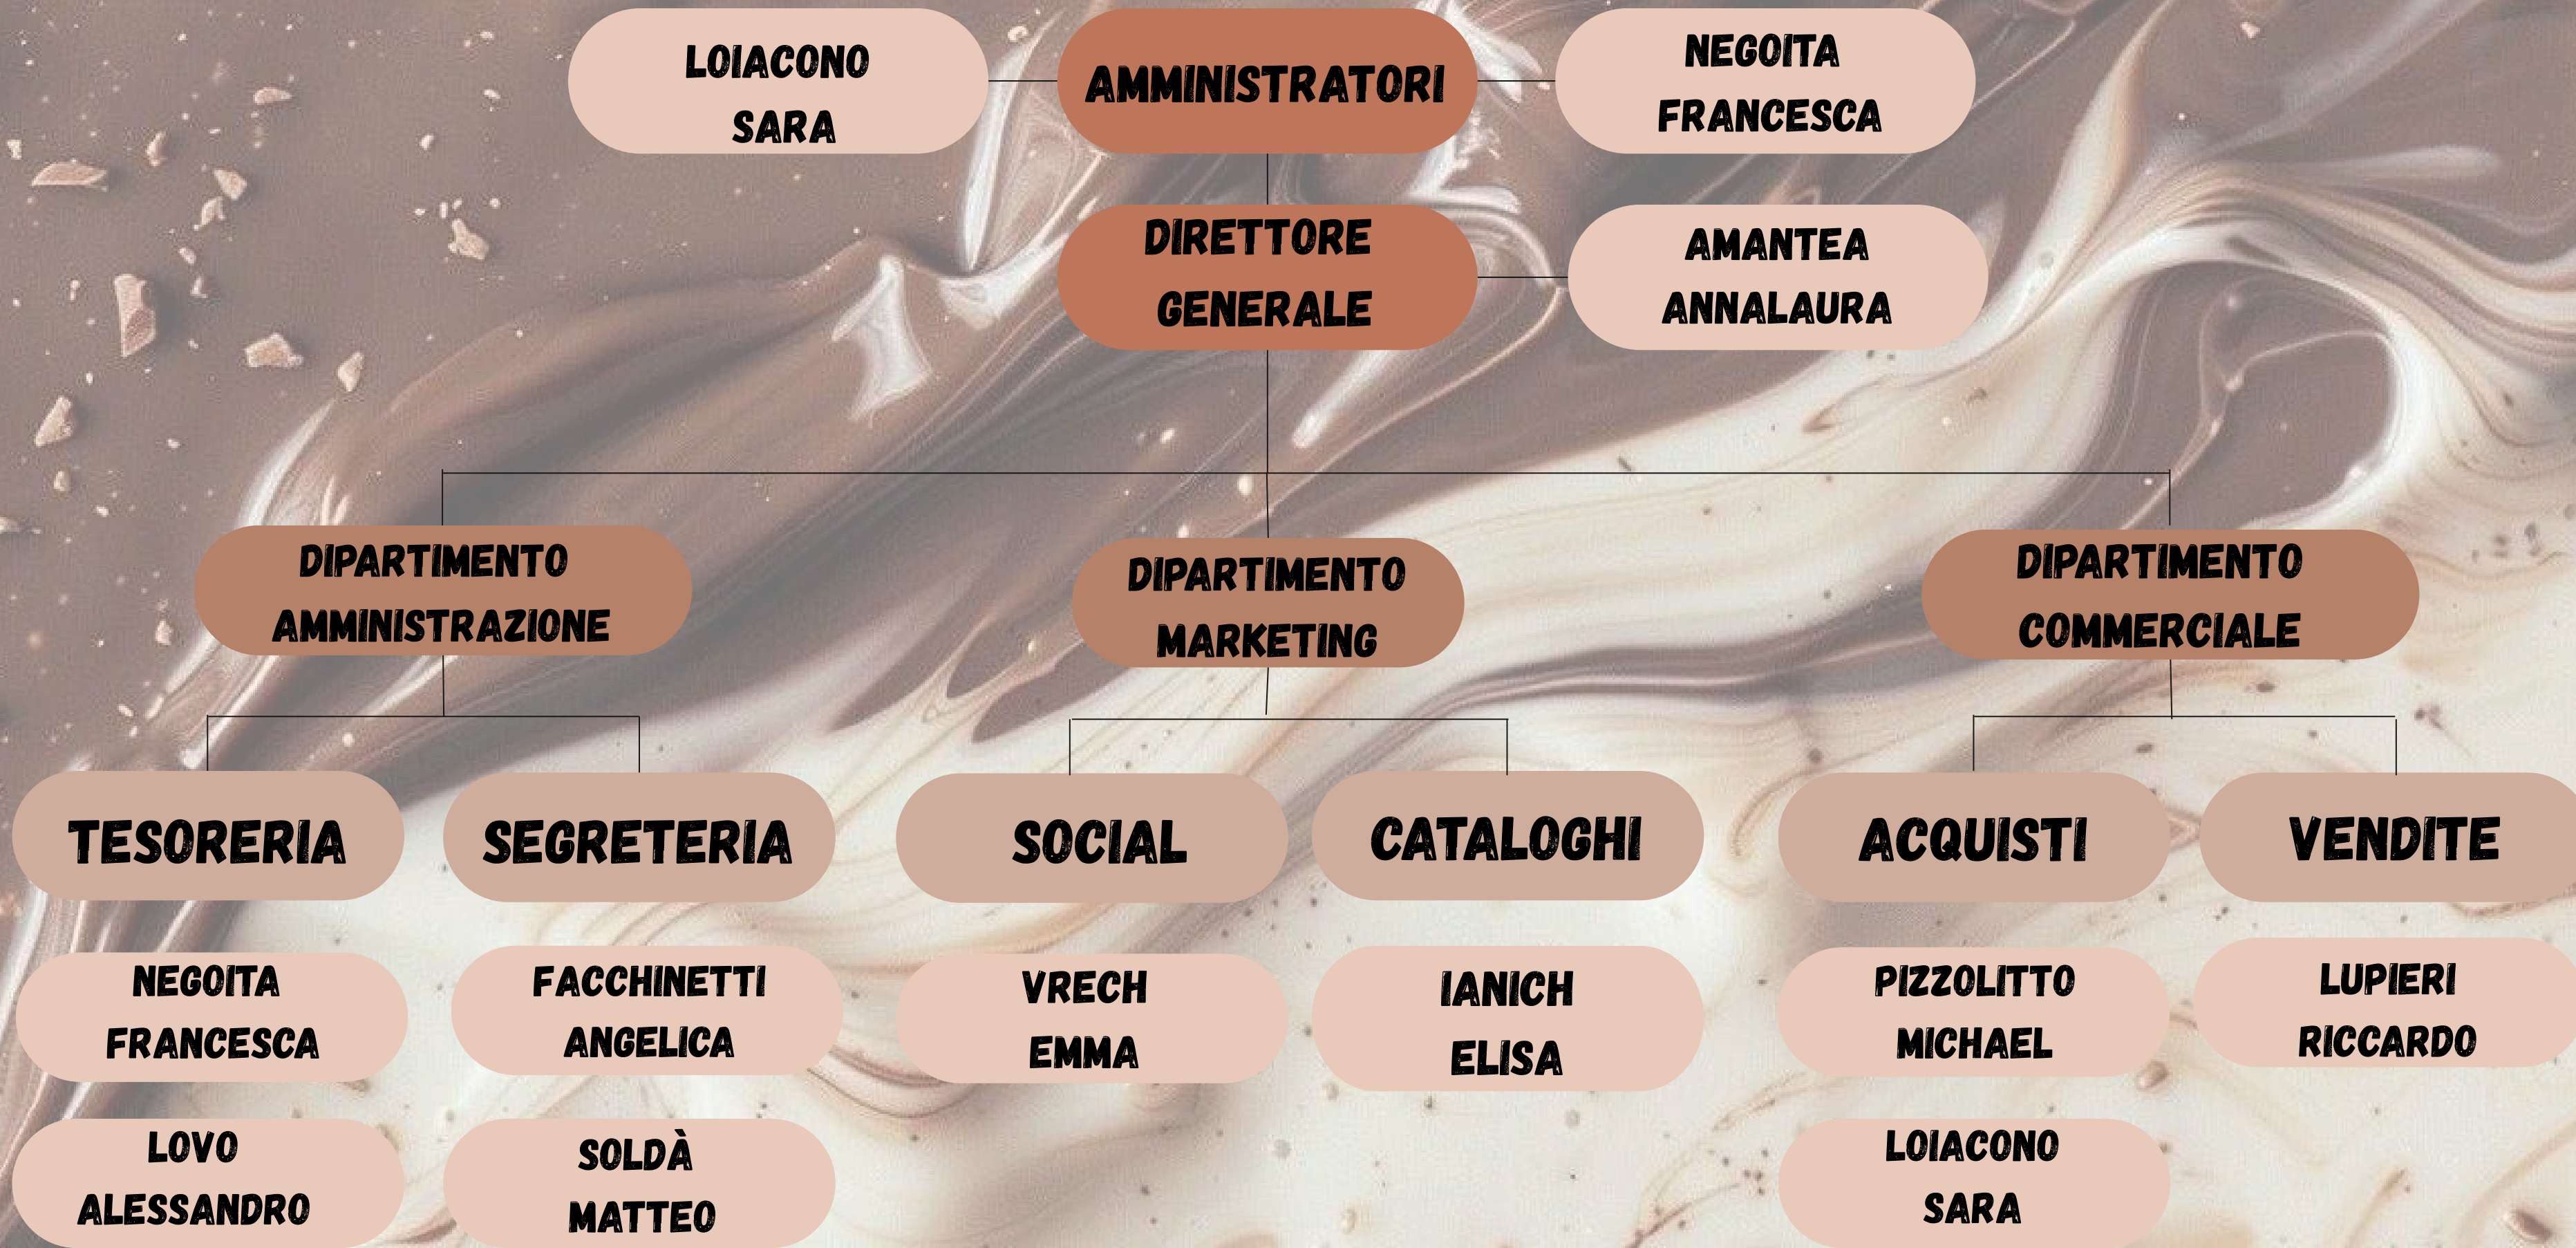 LOIACONO
SARA
AMMINISTRATORI
NEGOITA
FRANCESCA
DIRETTORE
GENERALE
AMANTEA
ANNALAURA
DIPARTIMENTO
AMMINISTRAZIONE
DIPARTIMENTO
MARKETING
DIPARTIMENTO
COMMERCIALE
TESORERIA
SEGRETERIA
SOCIAL
CATALOGHI
ACQUISTI
VENDITE
NEGOITA
FRANCESCA
FACCHINETTI
ANGELICA
VRECH
EMMA
IANICH
ELISA
PIZZOLITTO
MICHAEL
LUPIERI
RICCARDO
LOVO
ALESSANDRO
SOLDÀ
MATTEO
LOIACONO
SARA